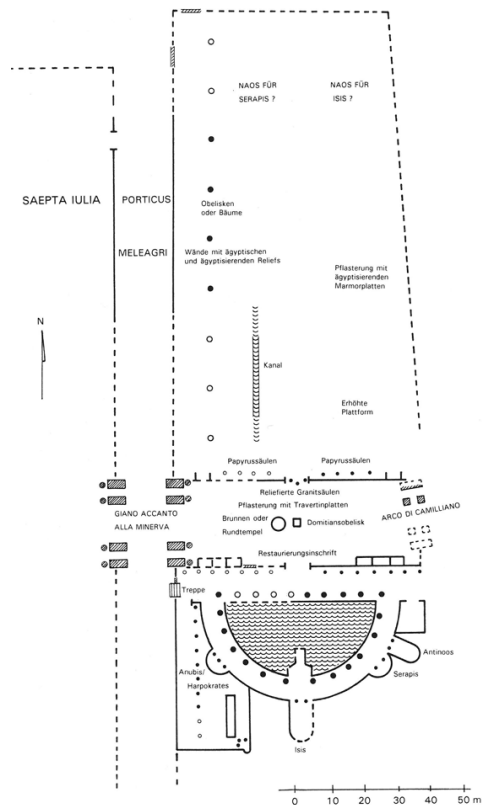 NAOS FÜR
SERAPIS ?
NAOS FÜR
ISIS ?
SAEPTA IULIA
PORTICUS
MELEAGRI
Obelisken
oder Bäume
Wände mit ägyptischen
und ägyptisierenden Reliefs
Pflasterung mit
ägyptisierenden
Marmorplatten
N
Kanal
Erhöhte
Plattform
Papyrussäulen
Papyrussäulen
Reliefierte Granitsäulen
Pflasterung mit Travertinplatten
GIANO ACCANTO
ALLA MINERVA
Brunnen oder
Rundtempel
Domitiansobelisk
ARCO DI CAMILLIANO
Restaurierungsinschrift
Treppe
Anubis/
Harpokrates
Antinoos
Serapis
Isis
0 10 20 30 40 50 m